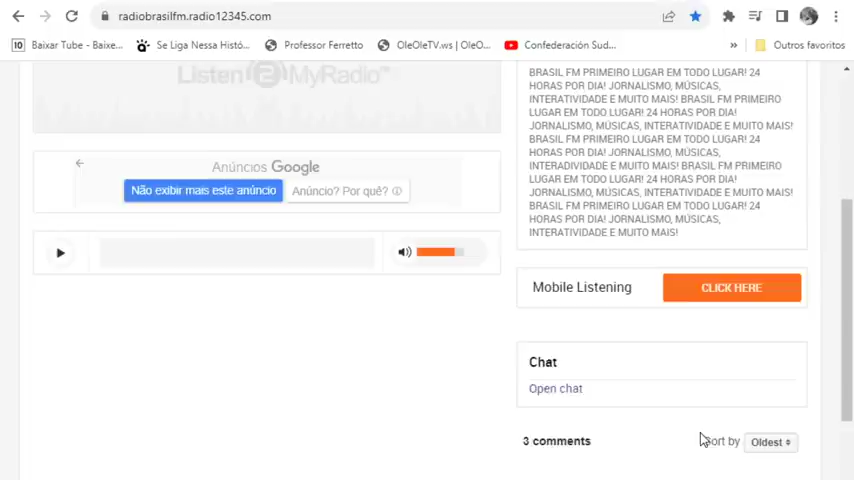 radiobrasilfm.radio12345.com
10 Baixar Tube - Baixe...
Se Liga Nessa Histó...
Professor Ferretto
OleOleTV.ws | OleO...
Confederación Sud...
»
Outros favoritos
Listen 2 MyRadio™
Anúncios Google
Não exibir mais este anúncio
Anúncio? Por quê?
BRASIL FM PRIMEIRO LUGAR EM TODO LUGAR! 24
HORAS POR DIA! JORNALISMO, MÚSICAS,
INTERATIVIDADE E MUITO MAIS! BRASIL FM PRIMEIRO
LUGAR EM TODO LUGAR! 24 HORAS POR DIA!
JORNALISMO, MÚSICAS, INTERATIVIDADE E MUITO MAIS!
BRASIL FM PRIMEIRO LUGAR EM TODO LUGAR! 24
HORAS POR DIA! JORNALISMO, MÚSICAS,
INTERADIVIDADE E MUITO MAIS! BRASIL FM PRIMEIRO
LUGAR EM TODO LUGAR! 24 HORAS POR DIA!
JORNALISMO, MÚSICAS, INTERATIVIDADE E MUITO MAIS!
BRASIL FM PRIMEIRO LUGAR EM TODO LUGAR! 24
HORAS POR DIA! JORNALISMO, MÚSICAS,
INTERATIVIDADE E MUITO MAIS!
Mobile Listening
CLICK HERE
Chat
Open chat
3 comments
Sort by Oldest